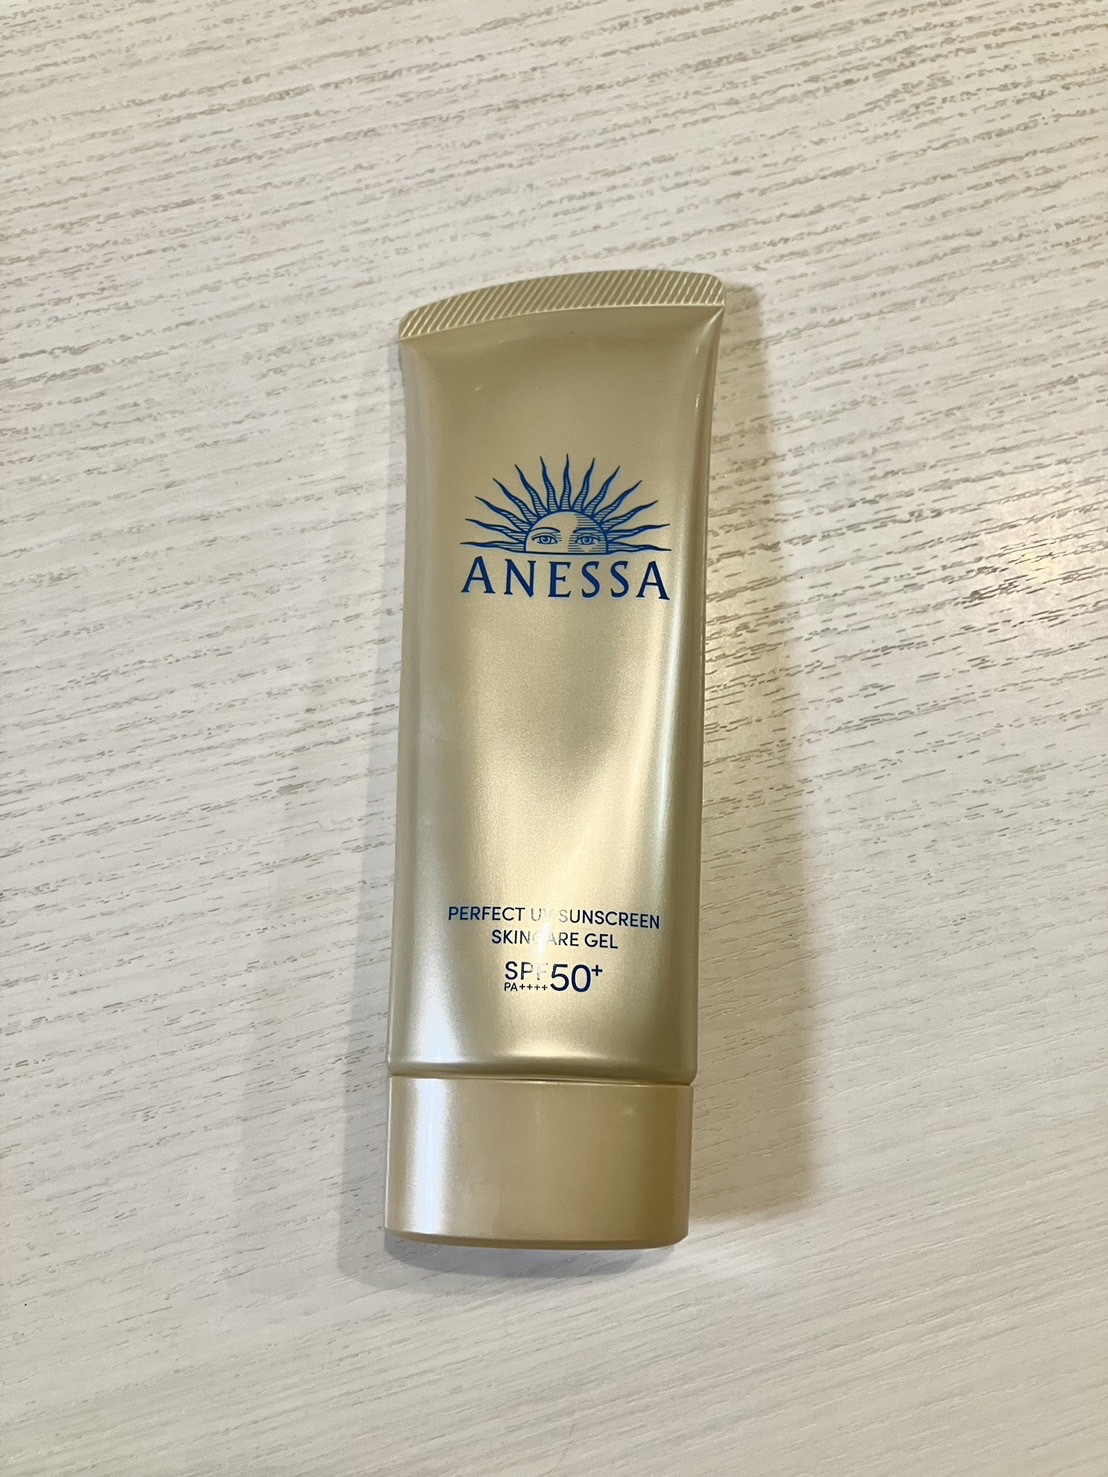 ANESSA
PERFECT UV SUNSCREEN
SKINCARE GEL
SPF50+
PA++++